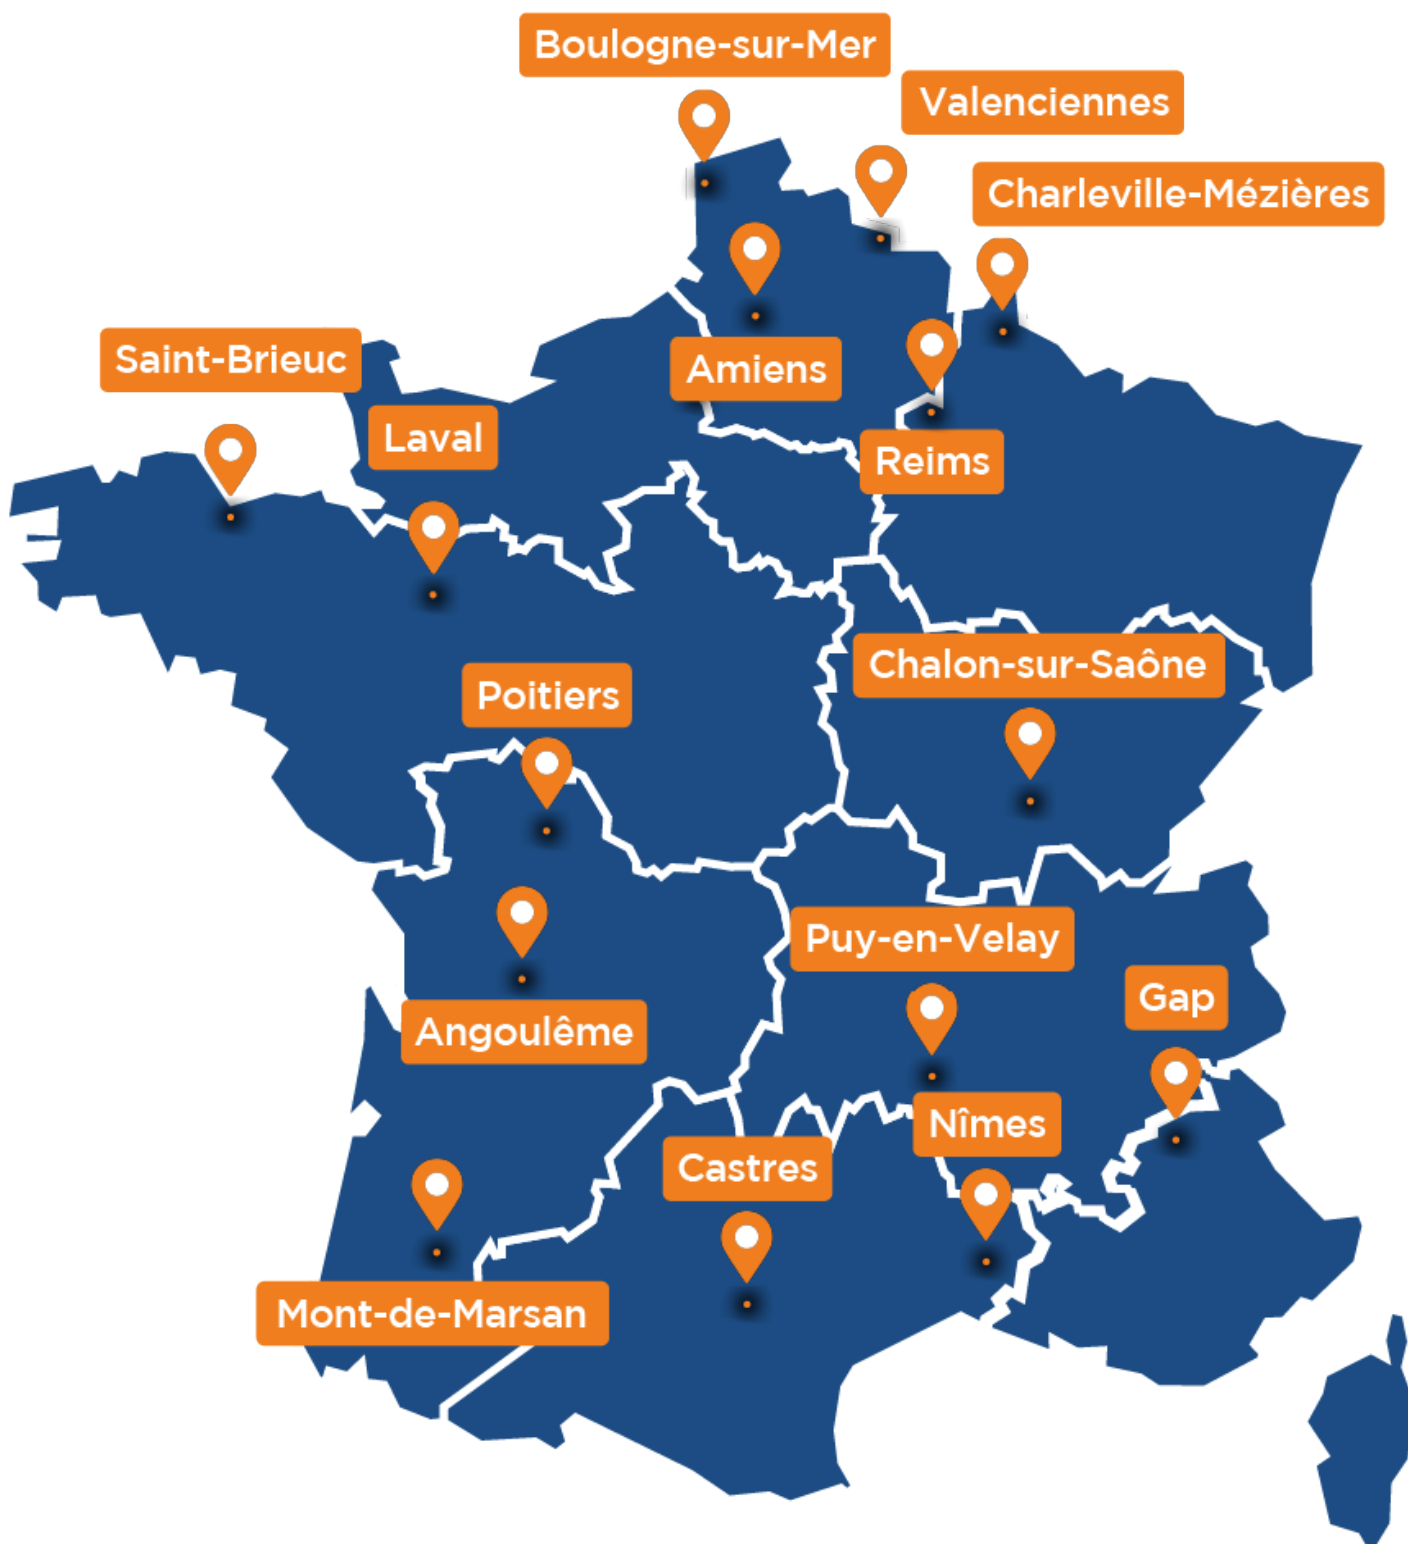 Boulogne-sur-Mer
Valenciennes
Charleville-Mézières
Saint-Brieuc
Amiens
Laval
Reims
Chalon-sur-Saône
Poitiers
Puy-en-Velay
Gap
Angoulême
Nîmes
Castres
Mont-de-Marsan